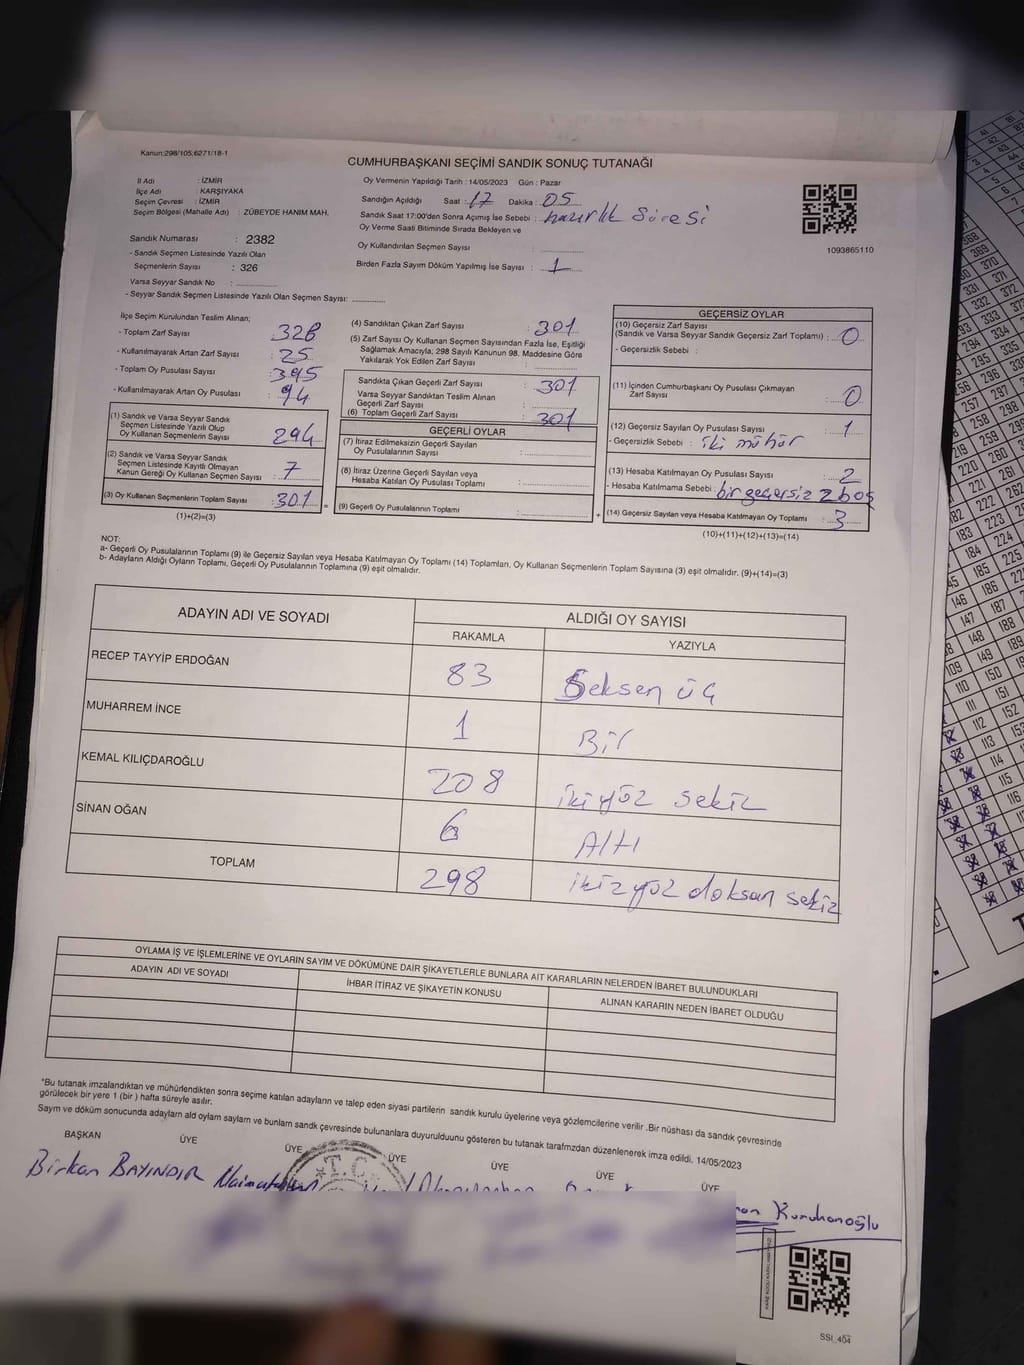 Kanun:298/105;6271/18-1
CUMHURBAŞKANI SEÇİMİ SANDIK SONUÇ TUTANAĞI
İl Adı : İZMİR
İlçe Adı : KARŞIYAKA
Seçim Çevresi : İZMİR
Seçim Bölgesi (Mahalle Adı) : ZÜBEYDE HANIM MAH.
Sandık Numarası : 2382
- Sandık Seçmen Listesinde Yazılı Olan
Seçmenlerin Sayısı : 326
Varsa Seyyar Sandık No :
- Seyyar Sandık Seçmen Listesinde Yazılı Olan Seçmen Sayısı:
Oy Vermenin Yapıldığı Tarih : 14/05/2023 Gün : Pazar
Sandığın Açıldığı Saat : 17 Dakika : 05
Sandık Saat 17:00'den Sonra Açımış İse Sebebi : hazırlık Süresi
Oy Verme Saati Bitiminde Sırada Bekleyen ve
Oy Kullandırılan Seçmen Sayısı :
Birden Fazla Sayım Döküm Yapılmış İse Sayısı : 1
1093865110
İlçe Seçim Kurulundan Teslim Alınan;
- Toplam Zarf Sayısı : 326
- Kullanılmayarak Artan Zarf Sayısı : 25
- Toplam Oy Pusulası Sayısı : 395
- Kullanılmayarak Artan Oy Pusulası : 94
(1) Sandık ve Varsa Seyyar Sandık
Seçmen Listesinde Yazılı Olup
Oy Kullanan Seçmenlerin Sayısı : 294
(2) Sandık ve Varsa Seyyar Sandık
Seçmen Listesinde Kayıtlı Olmayan
Kanun Gereği Oy Kullanan Seçmen Sayısı : 7
(3) Oy Kullanan Seçmenlerin Toplam Sayısı : 301 =
(1)+(2)=(3)
(4) Sandıktan Çıkan Zarf Sayısı : 301
(5) Zarf Sayısı Oy Kullanan Seçmen Sayısından Fazla İse, Eşitliği
Sağlamak Amacıyla; 298 Sayılı Kanunun 98. Maddesine Göre
Yakılarak Yok Edilen Zarf Sayısı :
Sandıkta Çıkan Geçerli Zarf Sayısı : 301
Varsa Seyyar Sandıktan Teslim Alınan
Geçerli Zarf Sayısı :
(6) Toplam Geçerli Zarf Sayısı : 301
GEÇERLİ OYLAR
(7) İtiraz Edilmeksizin Geçerli Sayılan
Oy Pusulalarının Sayısı :
(8) İtiraz Üzerine Geçerli Sayılan veya
Hesaba Katılan Oy Pusulası Toplamı :
(9) Geçerli Oy Pusulalarının Toplamı : +
GEÇERSİZ OYLAR
(10) Geçersiz Zarf Sayısı
(Sandık ve Varsa Seyyar Sandık Geçersiz Zarf Toplamı) : 0
- Geçersizlik Sebebi :
(11) İçinden Cumhurbaşkanı Oy Pusulası Çıkmayan
Zarf Sayısı : 0
(12) Geçersiz Sayılan Oy Pusulası Sayısı : 1
- Geçersizlik Sebebi : iki mühür
(13) Hesaba Katılmayan Oy Pusulası Sayısı : 2
- Hesaba Katılmama Sebebi : bir geçersiz 2 boş
(14) Geçersiz Sayılan veya Hesaba Katılmayan Oy Toplamı : 3
(10)+(11)+(12)+(13)=(14)
NOT:
a- Geçerli Oy Pusulalarının Toplamı (9) ile Geçersiz Sayılan veya Hesaba Katılmayan Oy Toplamı (14) Toplamları, Oy Kullanan Seçmenlerin Toplam Sayısına (3) eşit olmalıdır. (9)+(14)=(3)
b- Adayların Aldığı Oyların Toplamı, Geçerli Oy Pusulalarının Toplamına (9) eşit olmalıdır.
ADAYIN ADI VE SOYADI ALDIĞI OY SAYISI
RAKAMLA YAZIYLA
RECEP TAYYİP ERDOĞAN 83 Seksen üç
MUHARREM İNCE 1 Bir
KEMAL KILIÇDAROĞLU 208 ikiyüz sekiz
SİNAN OĞAN 6 Altı
TOPLAM 298 ikizyüz doksan sekiz
OYLAMA İŞ VE İŞLEMLERİNE VE OYLARIN SAYIM VE DÖKÜMÜNE DAİR ŞİKAYETLERLE BUNLARA AİT KARARLARIN NELERDEN İBARET BULUNDUKLARI
ADAYIN ADI VE SOYADI İHBAR İTİRAZ VE ŞİKAYETİN KONUSU ALINAN KARARIN NEDEN İBARET OLDUĞU
*Bu tutanak imzalandıktan ve mühürlendikten sonra seçime katılan adayların ve talep eden siyasi partilerin sandık kurulu üyelerine veya gözlemcilerine verilir .Bir nüshası da sandık çevresinde
görülecek bir yere 1 (bir ) hafta süreyle asılır.
Sayım ve döküm sonucunda adayların ald oylam sayların ve bunların sandk çevresinde bulunanlara duyurulduunu gösteren bu tutanak tarafmzdan düzenlenerek imza edildi. 14/05/2023
BAŞKAN ÜYE ÜYE ÜYE ÜYE ÜYE ÜYE
Birkan BAYINDIR
Kuruhanoğlu
T.C.
SSI_404